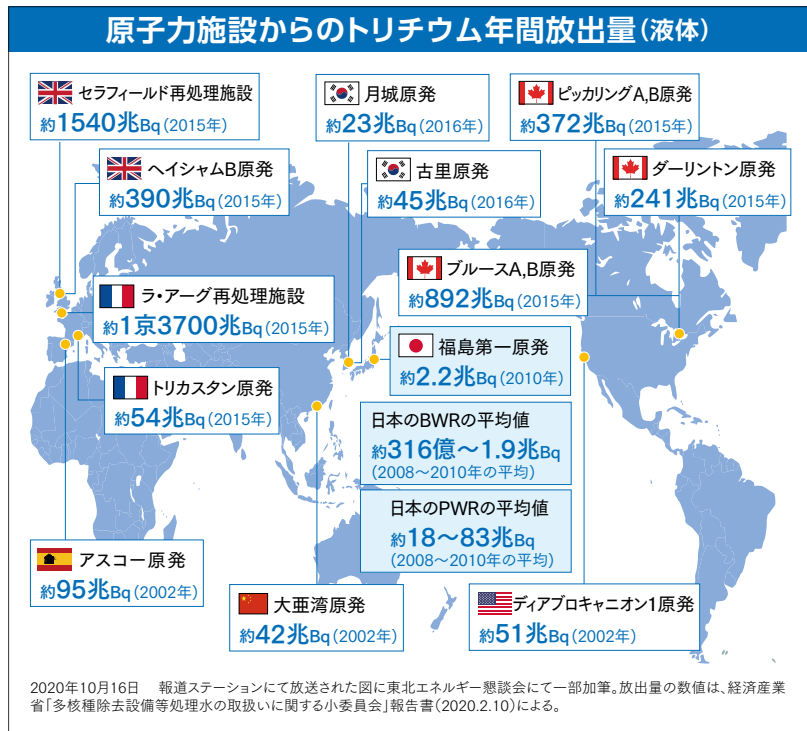 原子力施設からのトリチウム年間放出量(液体)
セラフィールド再処理施設
約1540兆Bq(2015年)
月城原発
約23兆Bq(2016年)
ピッカリングA,B原発
約372兆Bq(2015年)
ヘイシャムB原発
約390兆Bq(2015年)
古里原発
約45兆Bq(2016年)
ダーリントン原発
約241兆Bq(2015年)
ラ・アーグ再処理施設
約1京3700兆Bq(2015年)
ブルースA,B原発
約892兆Bq(2015年)
福島第一原発
約2.2兆Bq(2010年)
トリカスタン原発
約54兆Bq(2015年)
日本のBWRの平均値
約316億〜1.9兆Bq
(2008〜2010年の平均)
日本のPWRの平均値
約18〜83兆Bq
(2008〜2010年の平均)
アスコー原発
約95兆Bq(2002年)
大亜湾原発
約42兆Bq(2002年)
ディアブロキャニオン1原発
約51兆Bq(2002年)
2020年10月16日 報道ステーションにて放送された図に東北エネルギー懇談会にて一部加筆。放出量の数値は、経済産業
省「多核種除去設備等処理水の取扱いに関する小委員会」報告書(2020.2.10)による。